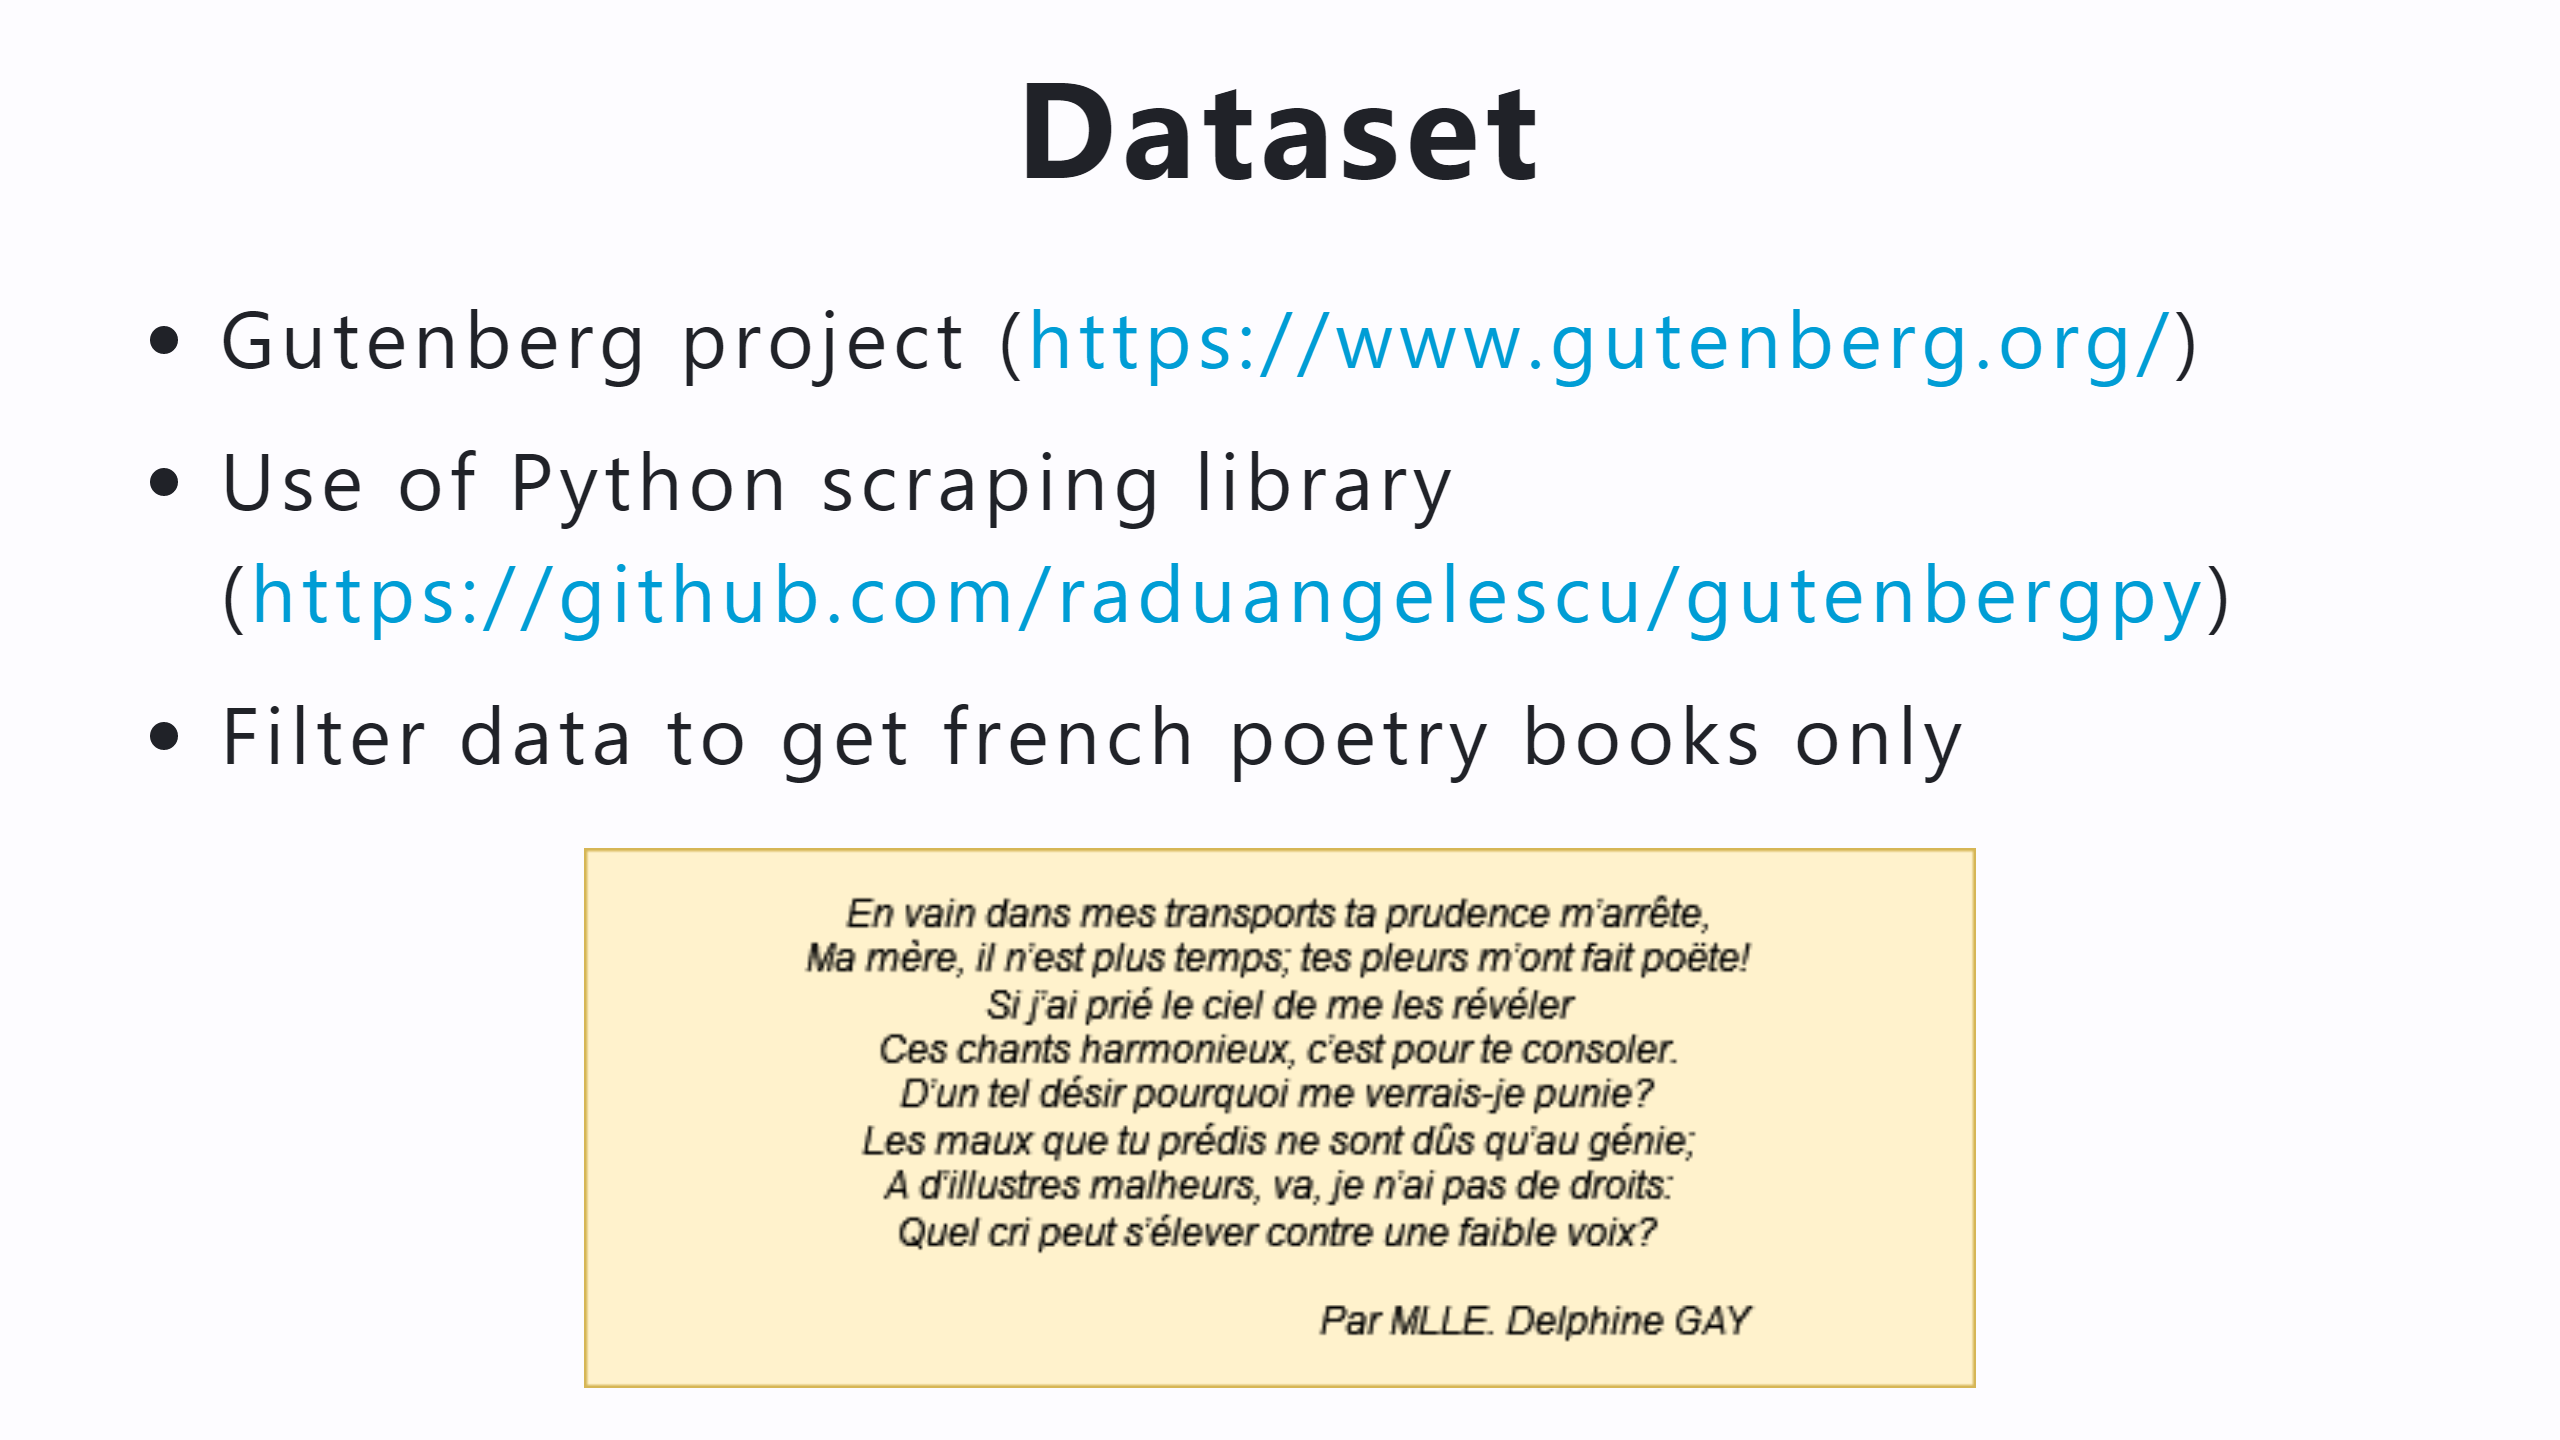 Dataset
• Gutenberg project (https://www.gutenberg.org/)
• Use of Python scraping library
(https://github.com/raduangelescu/gutenbergpy)
• Filter data to get french poetry books only
En vain dans mes transports ta prudence m'arrête,
Ma mère, il n'est plus temps; tes pleurs m'ont fait poëte!
Si j'ai prié le ciel de me les révéler
Ces chants harmonieux, c'est pour te consoler.
D'un tel désir pourquoi me verrais-je punie?
Les maux que tu prédis ne sont dûs qu'au génie;
A d'illustres malheurs, va, je n'ai pas de droits:
Quel cri peut s'élever contre une faible voix?
Par MLLE. Delphine GAY